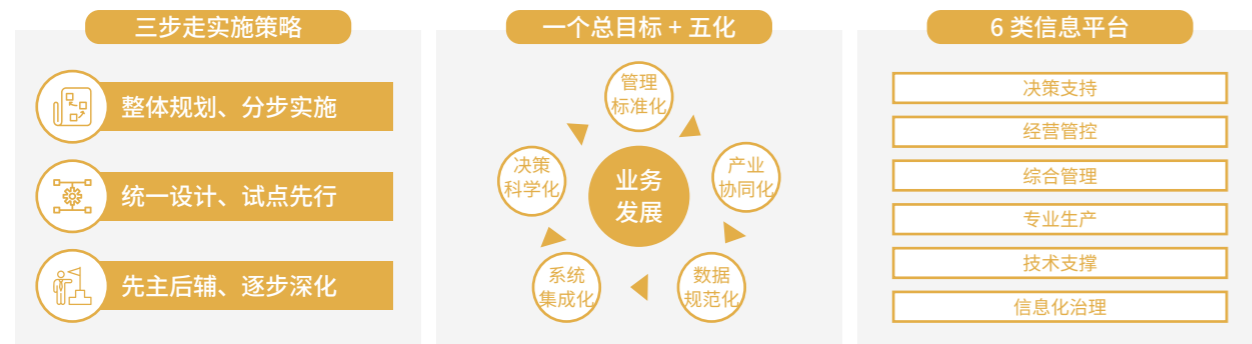 三步走实施策略
整体规划、分步实施
统一设计、试点先行
先主后辅、逐步深化
一个总目标 + 五化
管理
标准化
产业
协同化
数据
规范化
系统
集成化
决策
科学化
业务
发展
6 类信息平台
决策支持
经营管控
综合管理
专业生产
技术支撑
信息化治理